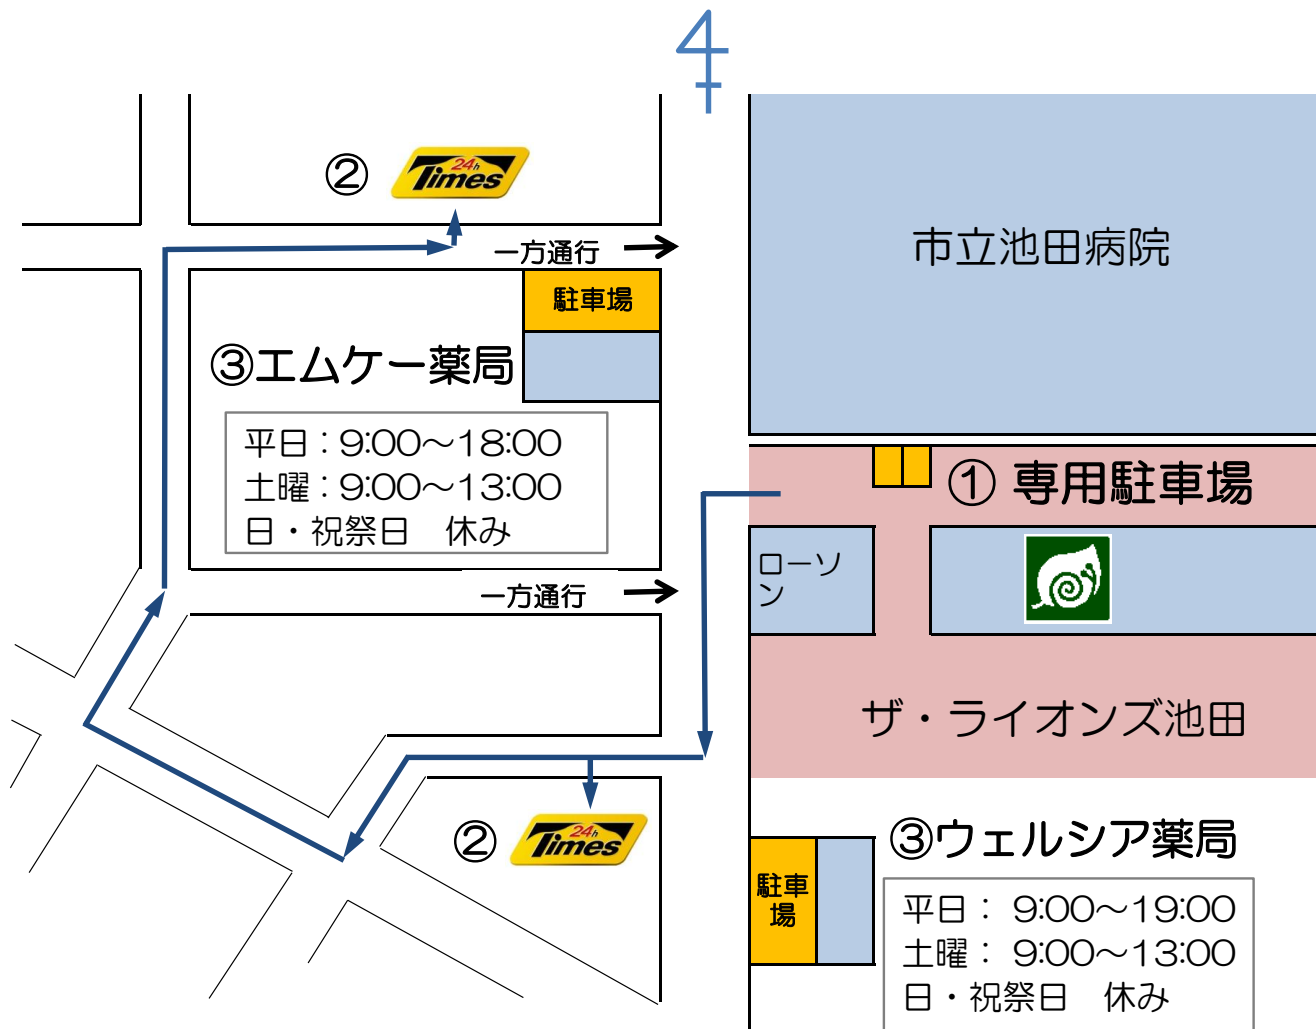 ②
24h
Times
一方通行
市立池田病院
駐車場
③エムケー薬局
平日：9:00～18:00
土曜：9:00～13:00
日・祝祭日　休み
① 専用駐車場
ローソ
ン
一方通行
ザ・ライオンズ池田
②
24h
Times
③ウェルシア薬局
駐車
場
平日： 9:00～19:00
土曜： 9:00～13:00
日・祝祭日　休み